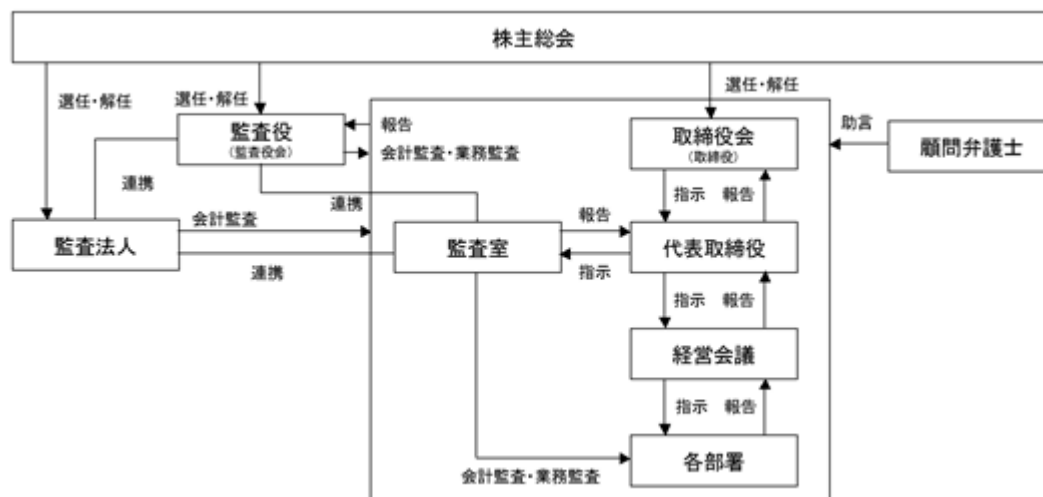 株主総会
選任・解任
選任・解任
選任・解任
監査役
(監査役会)
報告
会計監査・業務監査
取締役会
(取締役)
助言
顧問弁護士
連携
連携
指示 報告
監査法人
会計監査
監査室
報告
指示
代表取締役
連携
指示 報告
経営会議
指示 報告
各部署
会計監査・業務監査